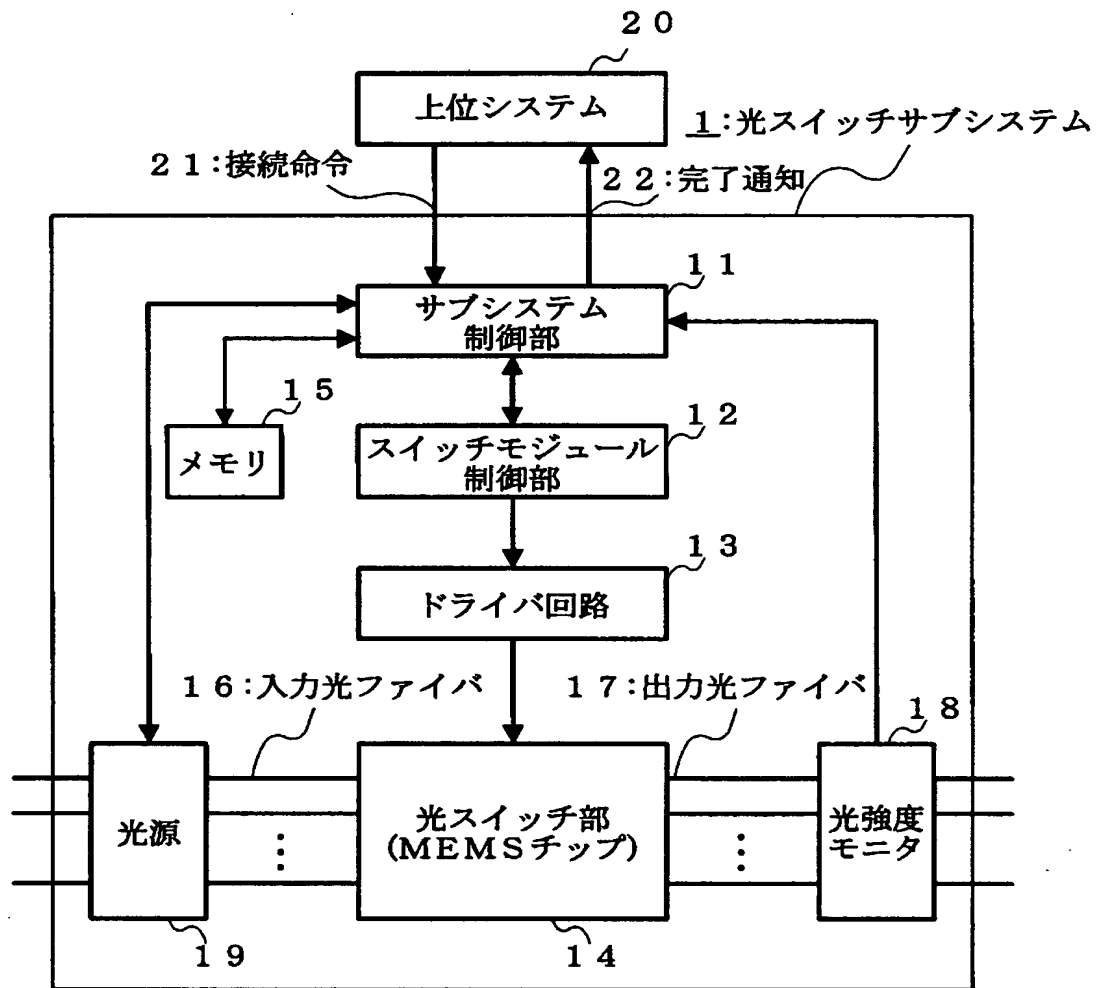 ２０
上位システム
１:光スイッチサブシステム
２１:接続命令
２２:完了通知
１１
サブシステム
制御部
１５
メモリ
１２
スイッチモジュール
制御部
１３
ドライバ回路
１６:入力光ファイバ
１７:出力光ファイバ
１８
光源
光スイッチ部
(ＭＥＭＳチップ)
光強度
モニタ
１９
１４